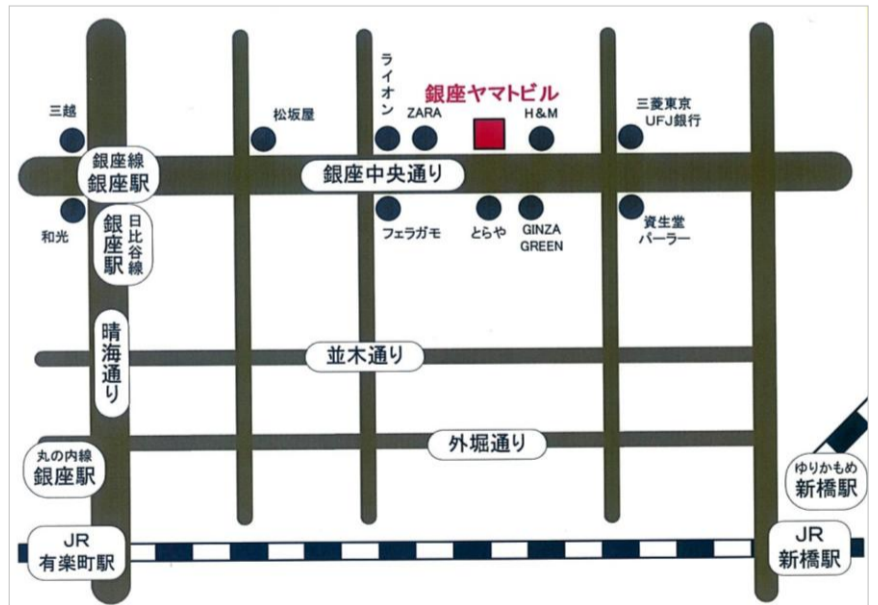 ライオン
銀座ヤマトビル
三越
松坂屋
ZARA
H&M
三菱東京
UFJ銀行
銀座線
銀座駅
銀座中央通り
和光
日比谷線
銀座駅
フェラガモ
とらや
GINZA
GREEN
資生堂
パーラー
晴海通り
並木通り
外堀通り
丸の内線
銀座駅
ゆりかもめ
新橋駅
JR
有楽町駅
JR
新橋駅